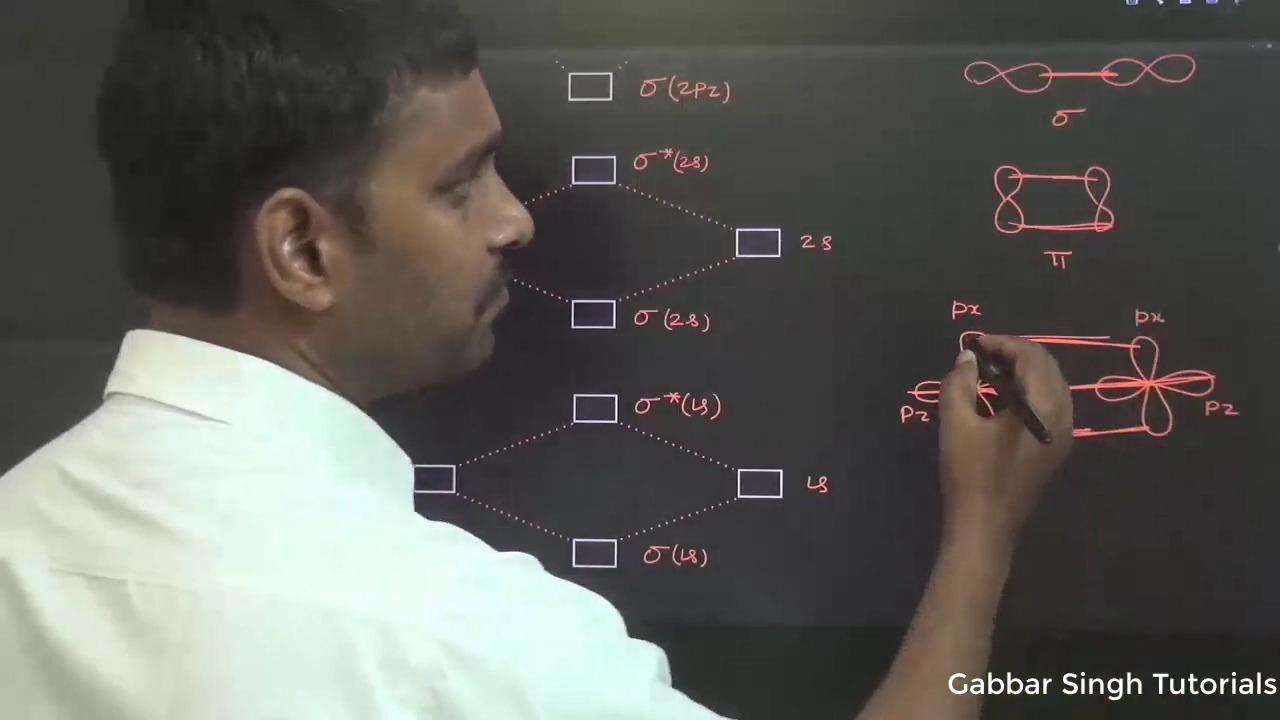 σ(2pz)
σ*(2s)
2s
σ(2s)
σ*(1s)
1s
σ(1s)
σ
π
px
px
pz
pz
Gabbar Singh Tutorials